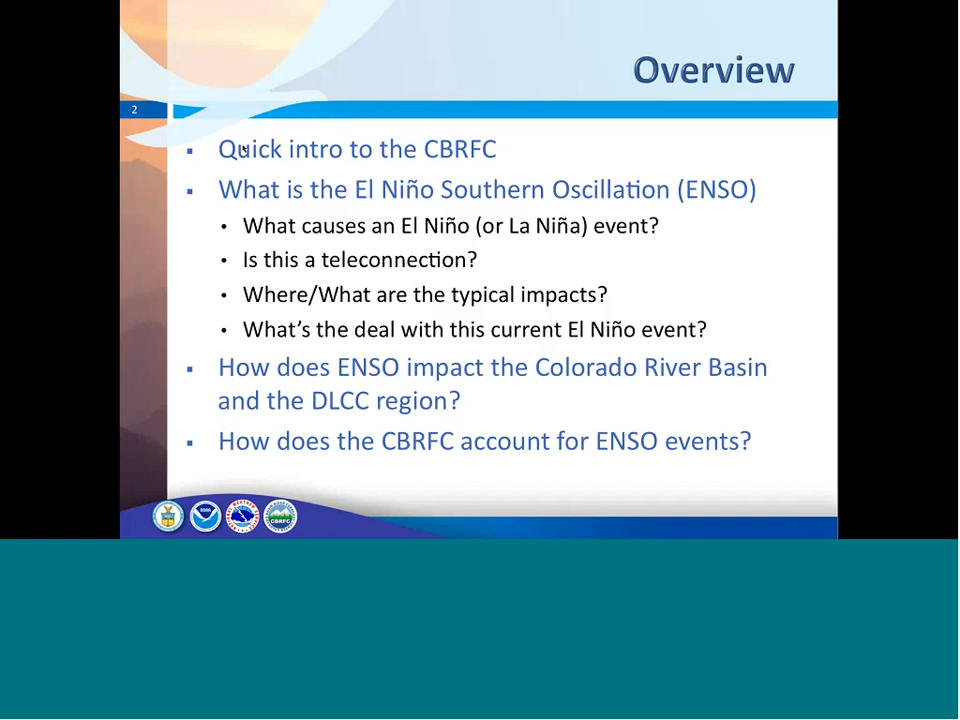 Overview
2
Quick intro to the CBRFC
What is the El Niño Southern Oscillation (ENSO)
What causes an El Niño (or La Niña) event?
Is this a teleconnection?
Where/What are the typical impacts?
What's the deal with this current El Niño event?
How does ENSO impact the Colorado River Basin
and the DLCC region?
How does the CBRFC account for ENSO events?
CBRFC